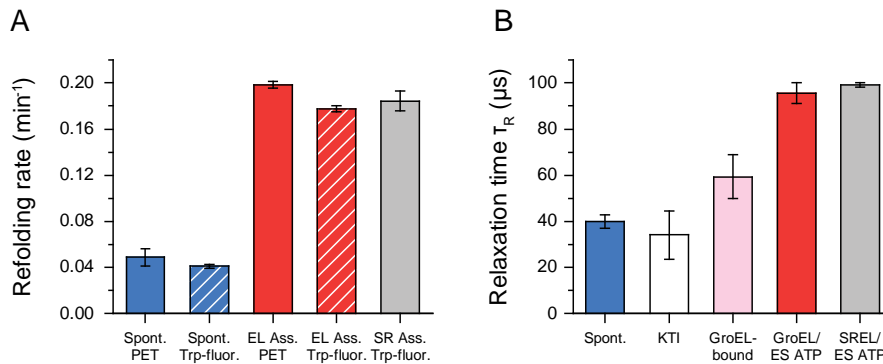 A
Refolding rate (min⁻¹)
0.20
0.16
0.12
0.08
0.04
0.00
Spont.
PET
Spont.
Trp-fluor.
EL Ass.
PET
EL Ass.
Trp-fluor.
SR Ass.
Trp-fluor.
B
Relaxation time τR (µs)
100
80
60
40
20
0
Spont.
KTI
GroEL-
bound
GroEL/
ES ATP
SREL/
ES ATP